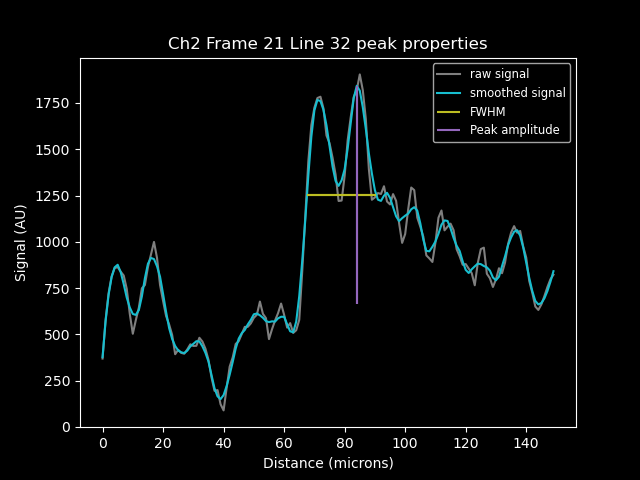 Ch2 Frame 21 Line 32 peak properties
raw signal
smoothed signal
FWHM
Peak amplitude
Signal (AU)
1750
1500
1250
1000
750
500
250
0
0 20 40 60 80 100 120 140
Distance (microns)